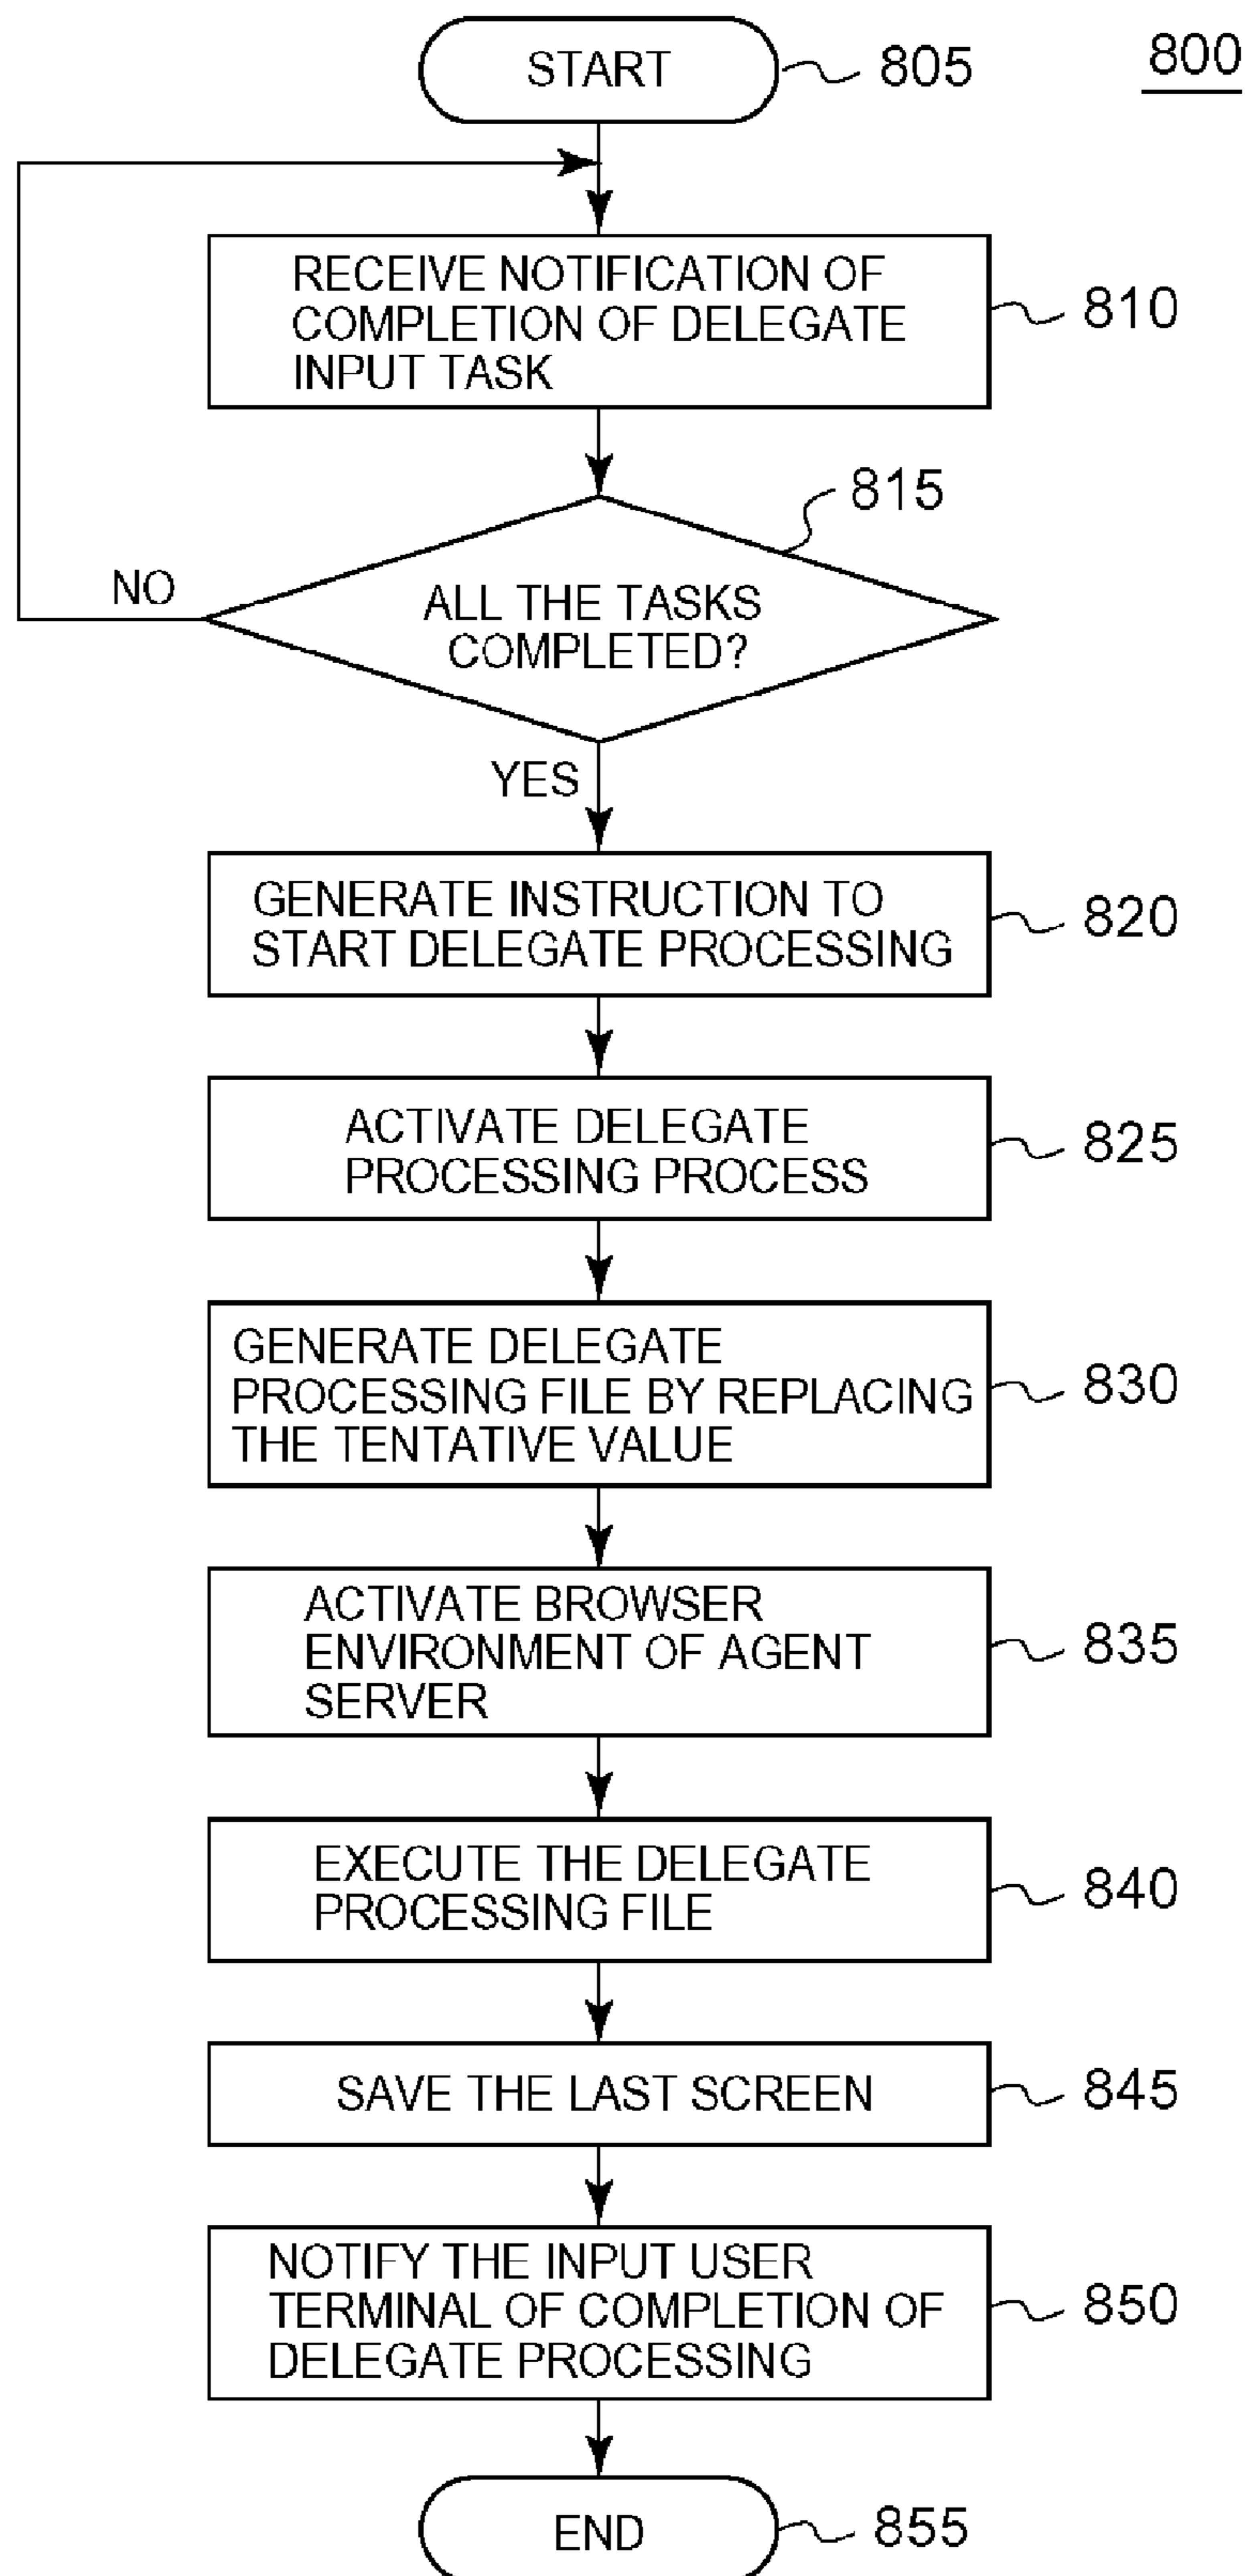 START
805
800
RECEIVE NOTIFICATION OF
COMPLETION OF DELEGATE
INPUT TASK
810
815
NO
ALL THE TASKS
COMPLETED?
YES
GENERATE INSTRUCTION TO
START DELEGATE PROCESSING
820
ACTIVATE DELEGATE
PROCESSING PROCESS
825
GENERATE DELEGATE
PROCESSING FILE BY REPLACING
THE TENTATIVE VALUE
830
ACTIVATE BROWSER
ENVIRONMENT OF AGENT
SERVER
835
EXECUTE THE DELEGATE
PROCESSING FILE
840
SAVE THE LAST SCREEN
845
NOTIFY THE INPUT USER
TERMINAL OF COMPLETION OF
DELEGATE PROCESSING
850
END
855